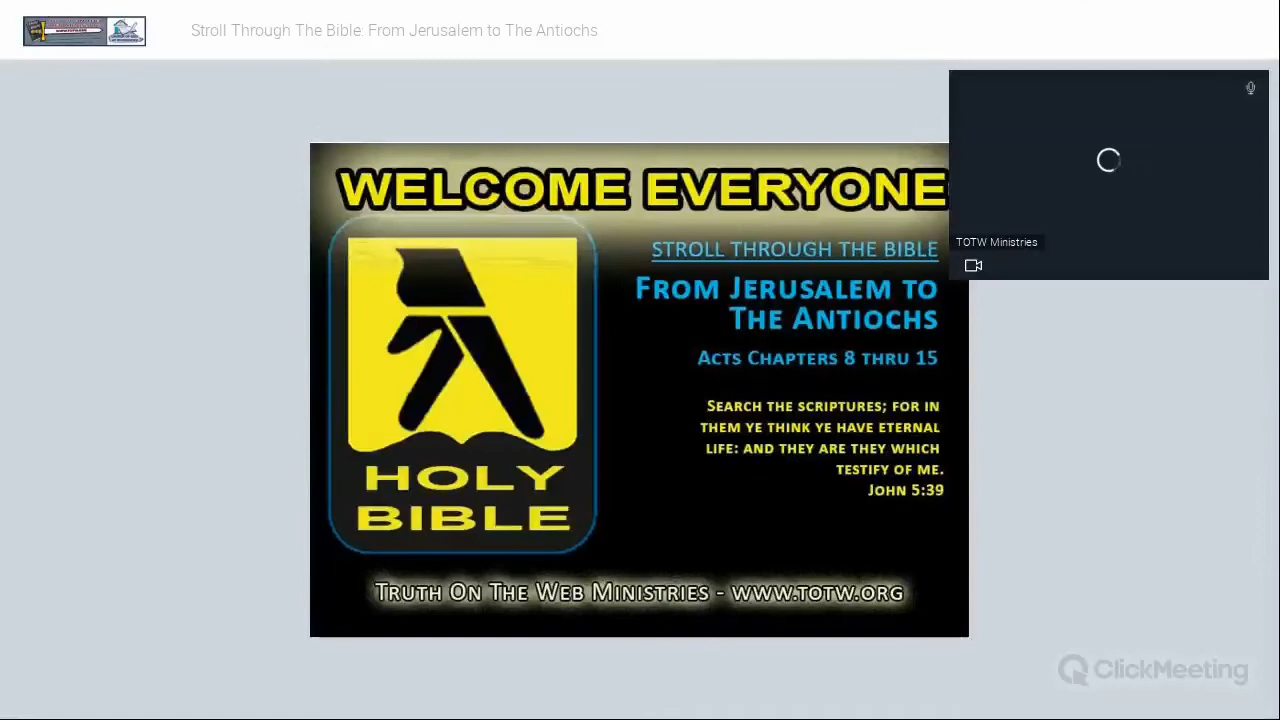 Stroll Through The Bible: From Jerusalem to The Antiochs
WELCOME EVERYONE
STROLL THROUGH THE BIBLE
FROM JERUSALEM TO
THE ANTIOCHS
ACTS CHAPTERS 8 THRU 15
SEARCH THE SCRIPTURES; FOR IN
THEM YE THINK YE HAVE ETERNAL
LIFE: AND THEY ARE THEY WHICH
TESTIFY OF ME.
JOHN 5:39
HOLY
BIBLE
TRUTH ON THE WEB MINISTRIES - WWW.TOTW.ORG
TOTW Ministries
ClickMeeting